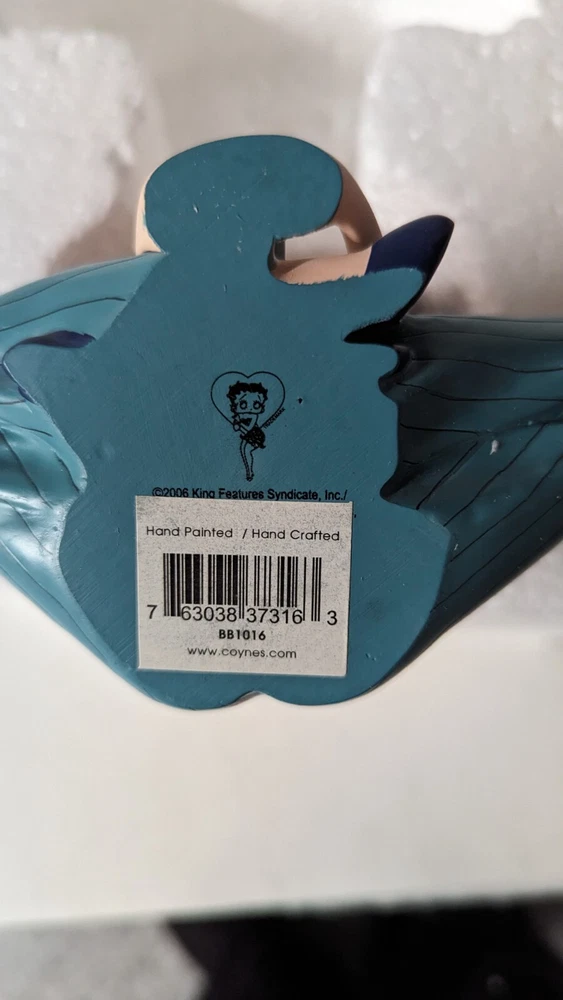 ©2006 King Features Syndicate, Inc./
Hand Painted / Hand Crafted
7 63038 37316 3
BB1016
www.coynes.com